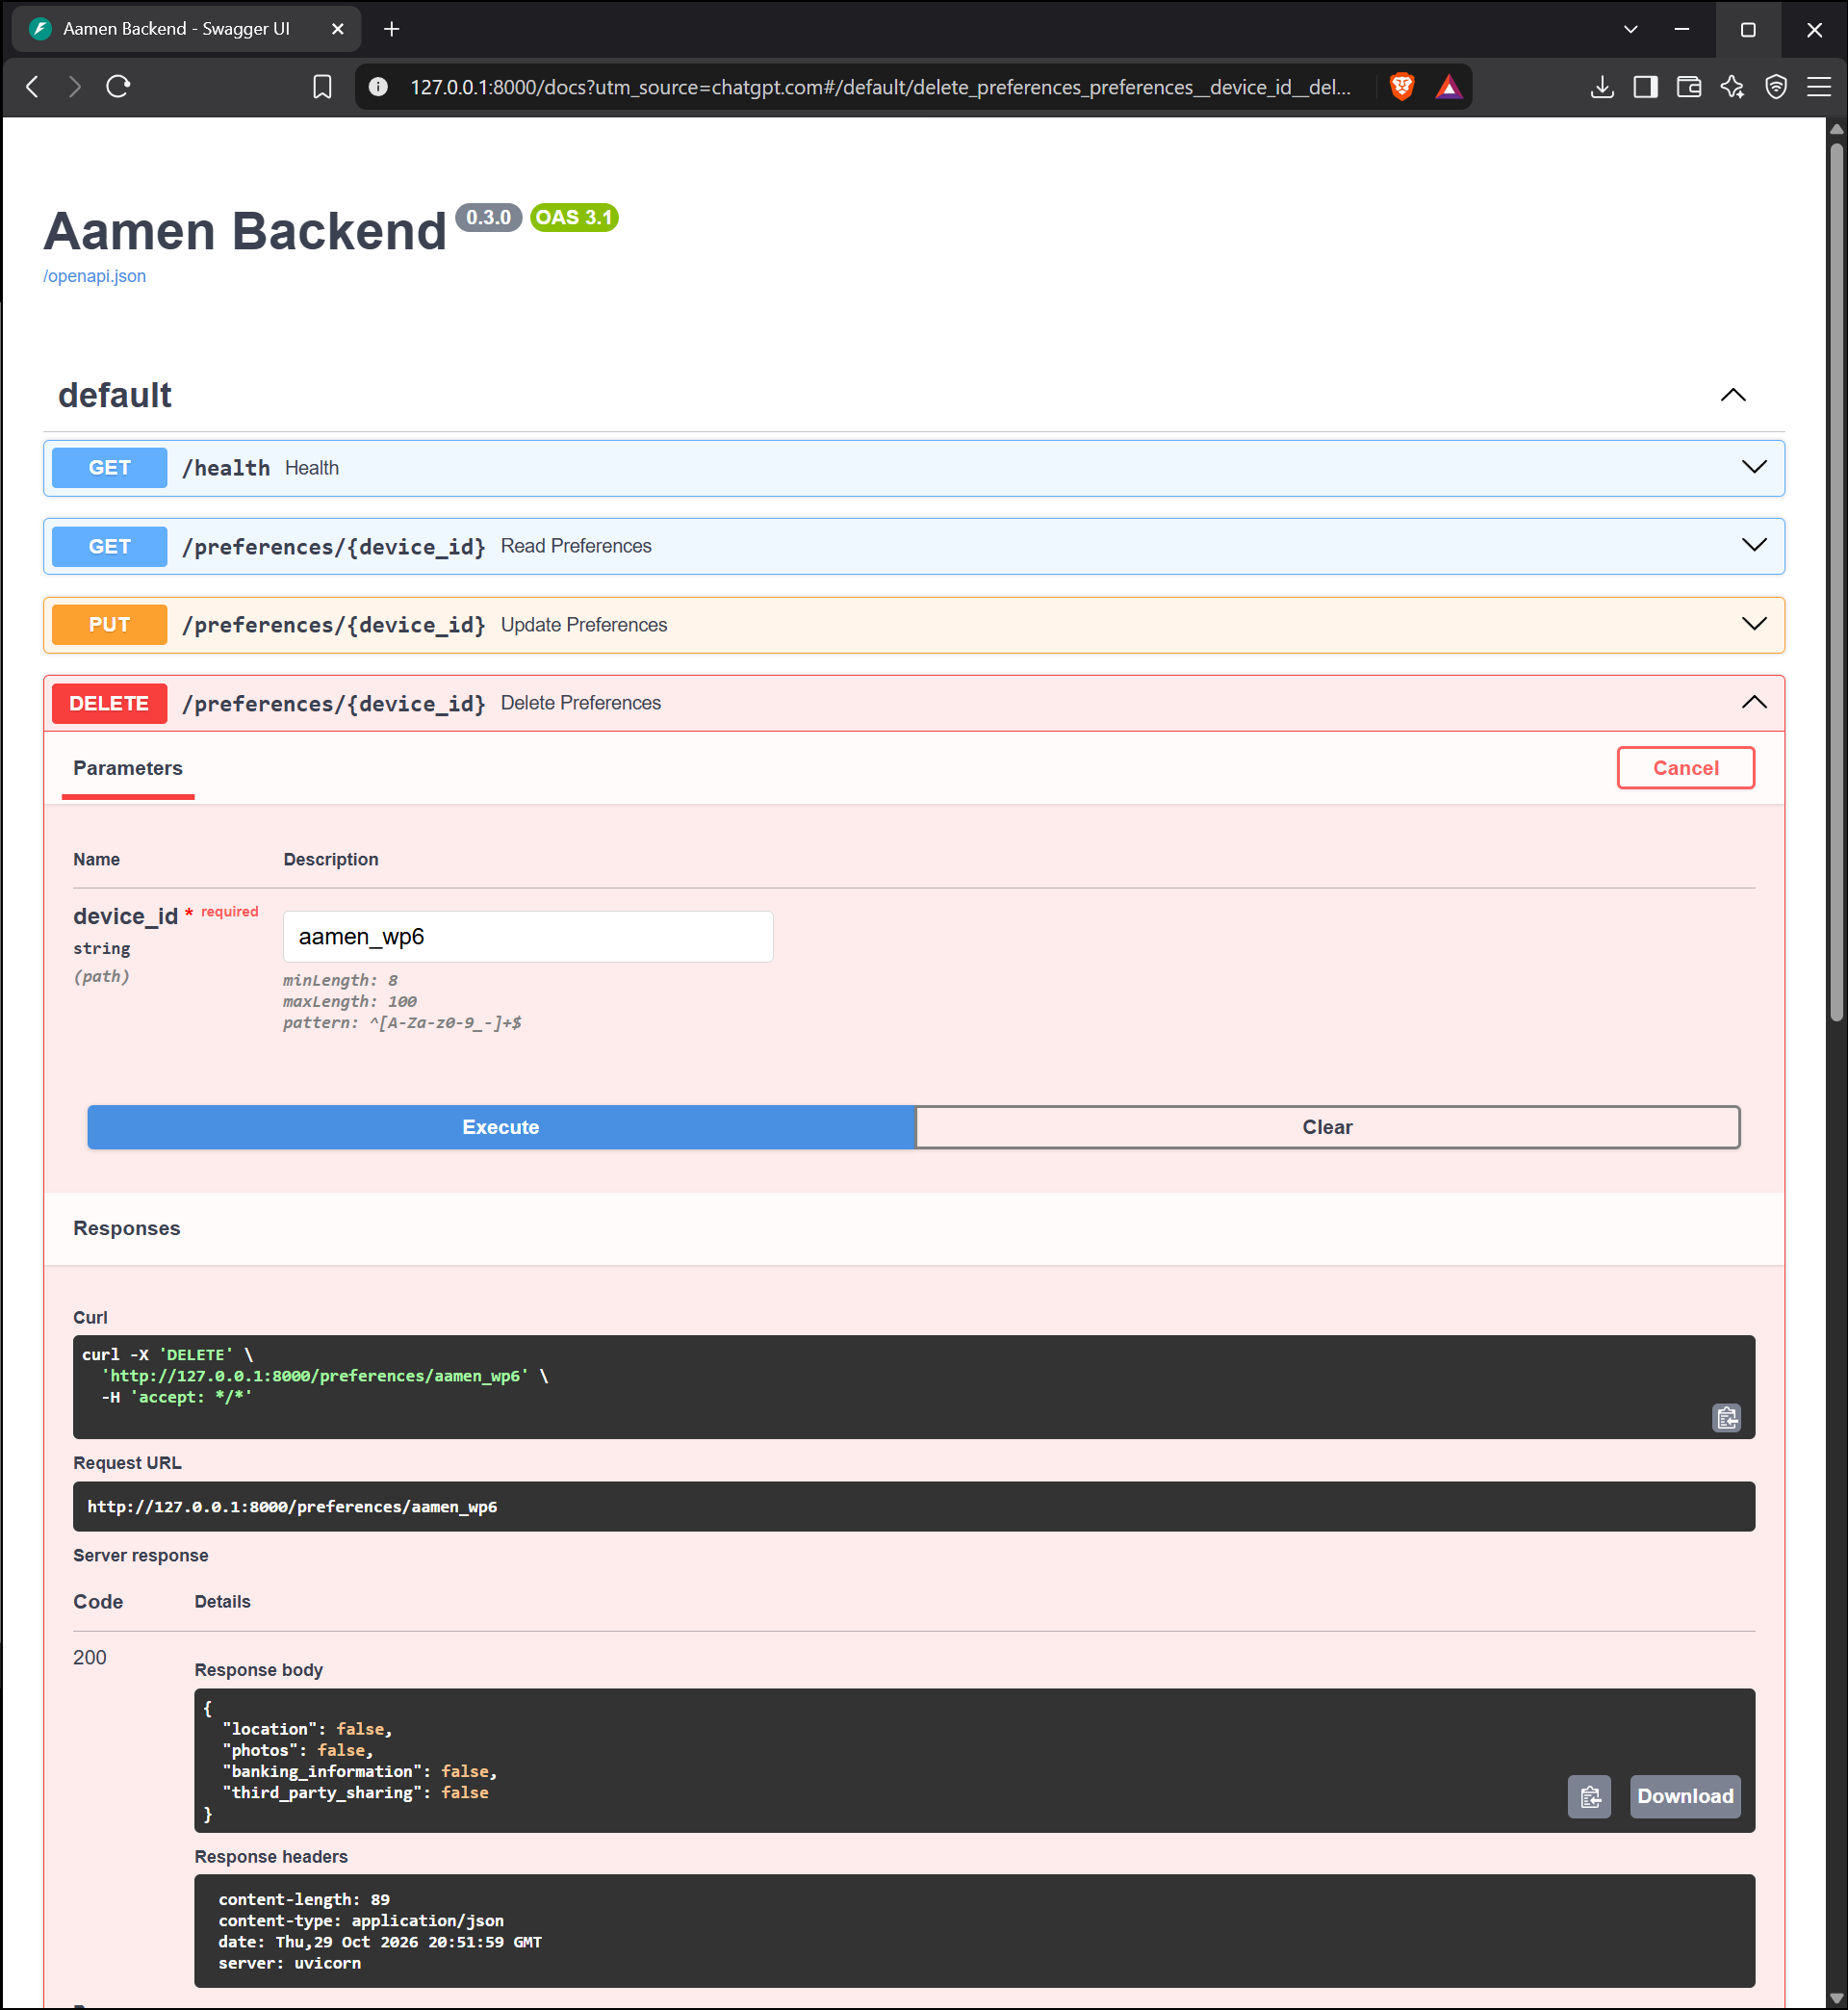 Aamen Backend - Swagger UI
127.0.0.1:8000/docs?utm_source=chatgpt.com#/default/delete_preferences_preferences__device_id__del...
Aamen Backend 0.3.0 OAS 3.1
/openapi.json
default
GET /health Health
GET /preferences/{device_id} Read Preferences
PUT /preferences/{device_id} Update Preferences
DELETE /preferences/{device_id} Delete Preferences
Parameters
Cancel
Name Description
device_id * required
string
(path)
aamen_wp6
minLength: 8
maxLength: 100
pattern: ^[A-Za-z0-9_-]+$
Execute Clear
Responses
Curl
curl -X 'DELETE' \
'http://127.0.0.1:8000/preferences/aamen_wp6' \
-H 'accept: */*'
Request URL
http://127.0.0.1:8000/preferences/aamen_wp6
Server response
Code Details
200
Response body
{
"location": false,
"photos": false,
"banking_information": false,
"third_party_sharing": false
}
Download
Response headers
content-length: 89
content-type: application/json
date: Thu,29 Oct 2026 20:51:59 GMT
server: uvicorn